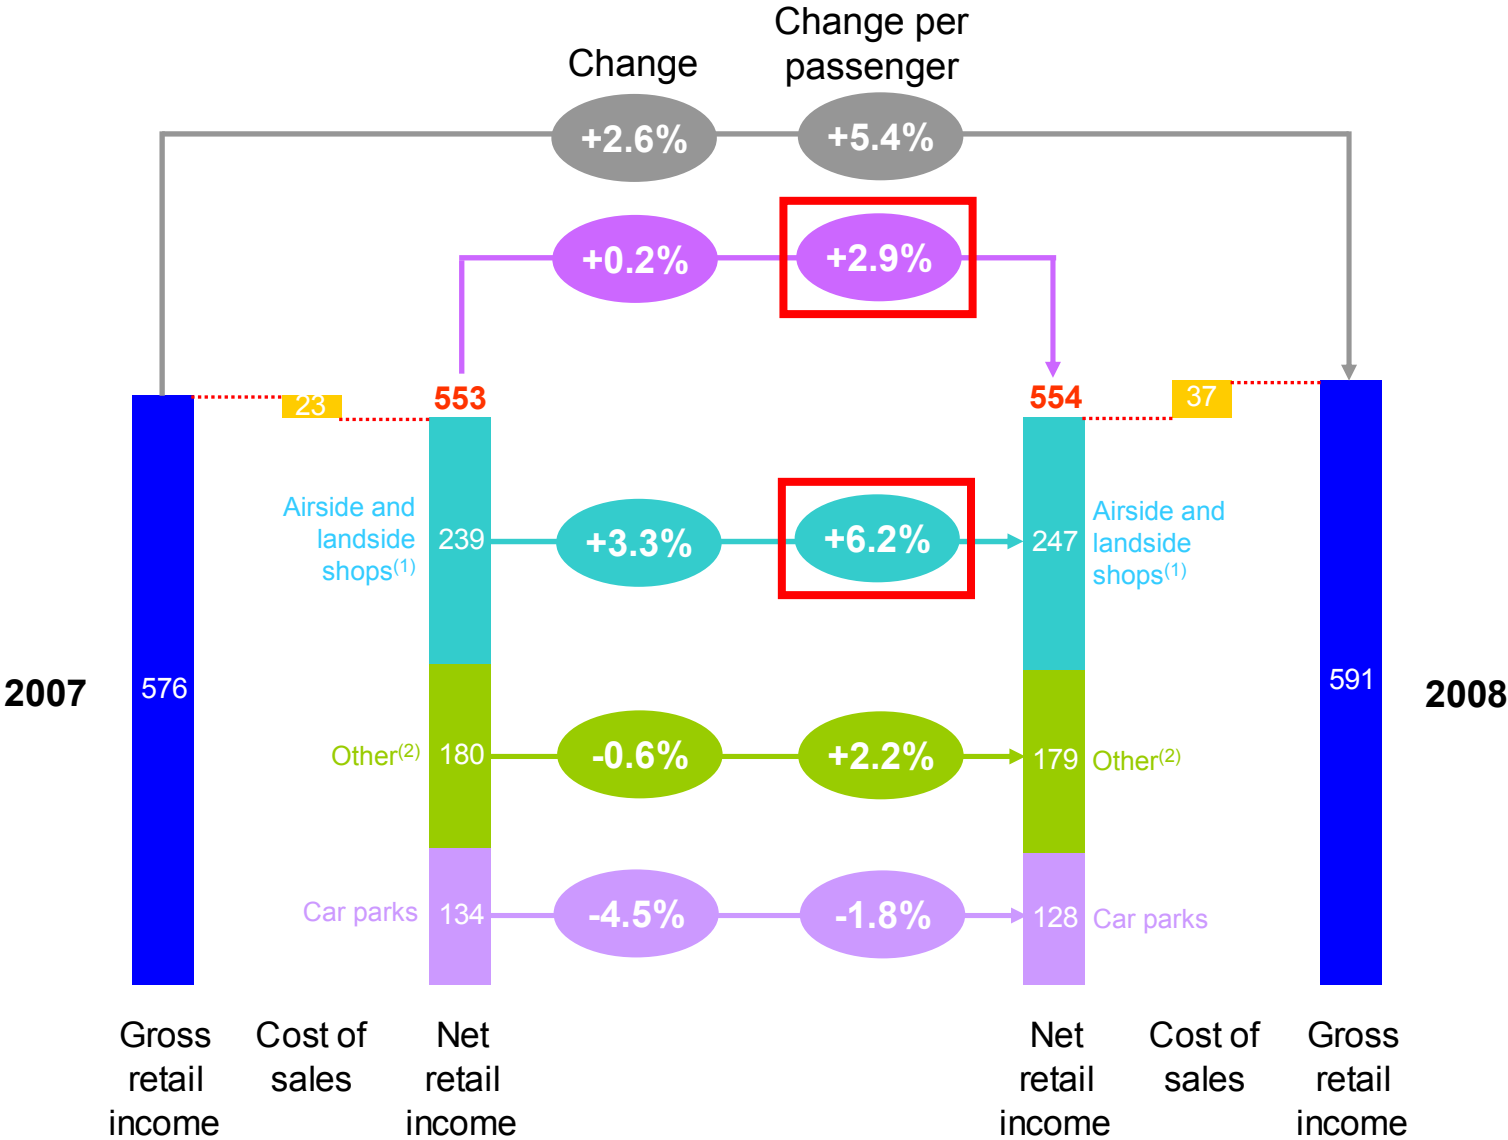 Change
Change per
passenger
+2.6%
+5.4%
+0.2%
+2.9%
23
553
554
37
Airside and
landside
shops(1)
239
+3.3%
+6.2%
247
Airside and
landside
shops(1)
2007
576
591
2008
Other(2)
180
-0.6%
+2.2%
179
Other(2)
Car parks
134
-4.5%
-1.8%
128
Car parks
Gross
retail
income
Cost of
sales
Net
retail
income
Net
retail
income
Cost of
sales
Gross
retail
income